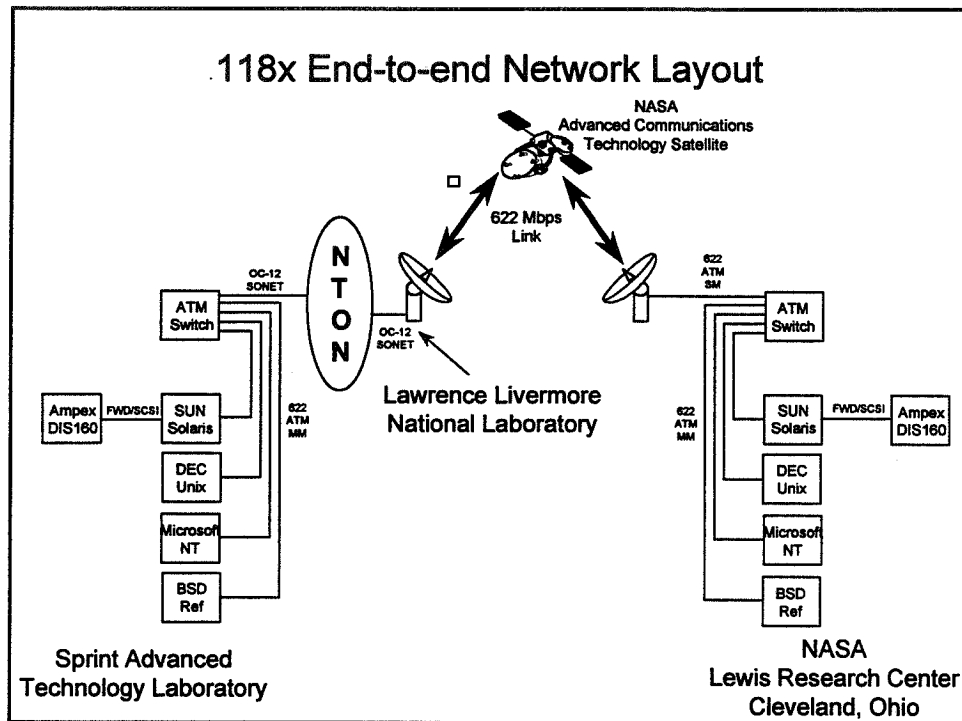 118x End-to-end Network Layout
NASA
Advanced Communications
Technology Satellite
622 Mbps
Link
NTON
OC-12
SONET
ATM
Switch
OC-12
SONET
622
ATM
SM
ATM
Switch
Lawrence Livermore
National Laboratory
Ampex
DIS160
FWD/SCSI
SUN
Solaris
622
ATM
MM
DEC
Unix
Microsoft
NT
BSD
Ref
622
ATM
MM
SUN
Solaris
FWD/SCSI
Ampex
DIS160
DEC
Unix
Microsoft
NT
BSD
Ref
Sprint Advanced
Technology Laboratory
NASA
Lewis Research Center
Cleveland, Ohio